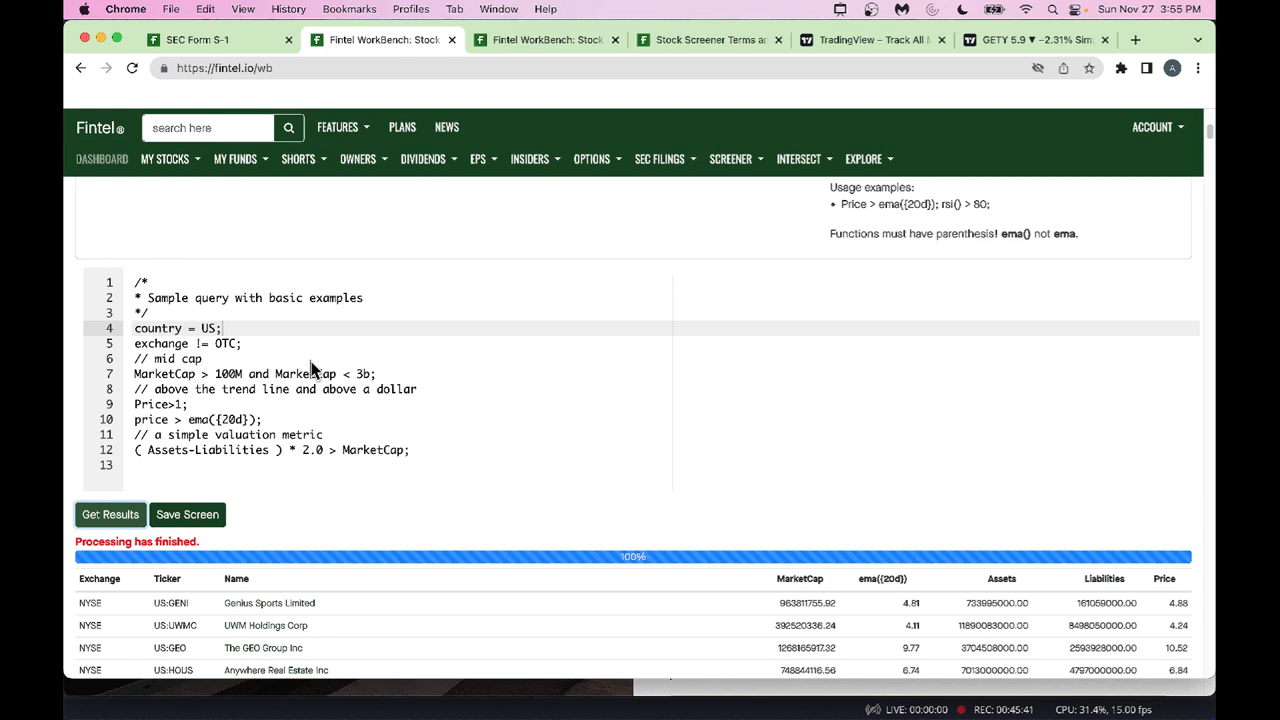 Chrome File Edit View History Bookmarks Profiles Tab Window Help Sun Nov 27 3:55 PM
SEC Form S-1 Fintel WorkBench: Stock Fintel WorkBench: Stock Stock Screener Terms a TradingView – Track All M GETY 5.9 ▼ −2.31% Sim
https://fintel.io/wb A
Fintel® search here FEATURES PLANS NEWS ACCOUNT
DASHBOARD MY STOCKS MY FUNDS SHORTS OWNERS DIVIDENDS EPS INSIDERS OPTIONS SEC FILINGS SCREENER INTERSECT EXPLORE
Usage examples:
• Price > ema({20d}); rsi() > 80;
Functions must have parenthesis! ema() not ema.
1 /*
2 * Sample query with basic examples
3 */
4 country = US;
5 exchange != OTC;
6 // mid cap
7 MarketCap > 100M and MarketCap < 3b;
8 // above the trend line and above a dollar
9 Price>1;
10 price > ema({20d});
11 // a simple valuation metric
12 ( Assets-Liabilities ) * 2.0 > MarketCap;
13
Get Results Save Screen
Processing has finished.
100%
Exchange Ticker Name MarketCap ema({20d}) Assets Liabilities Price
NYSE US:GENI Genius Sports Limited 963811755.92 4.81 733995000.00 161059000.00 4.88
NYSE US:UWMC UWM Holdings Corp 392520336.24 4.11 11890083000.00 8498050000.00 4.24
NYSE US:GEO The GEO Group Inc 1268165917.32 9.77 3704508000.00 2593928000.00 10.52
NYSE US:HOUS Anywhere Real Estate Inc 748844116.56 6.74 7013000000.00 4797000000.00 6.84
LIVE: 00:00:00 REC: 00:45:41 CPU: 31.4%, 15.00 fps